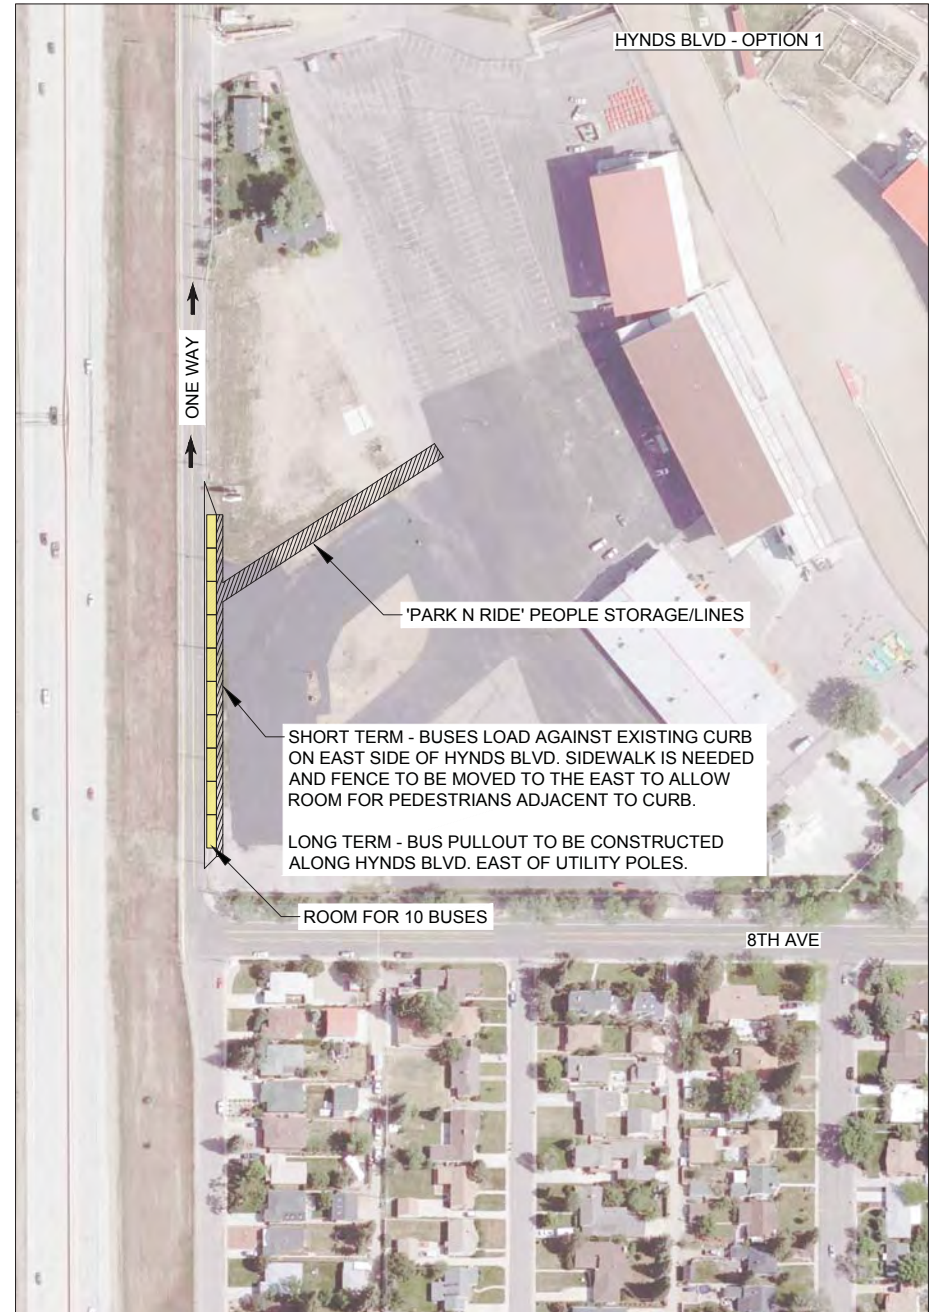 HYNDS BLVD - OPTION 1
ONE WAY
'PARK N RIDE' PEOPLE STORAGE/LINES
SHORT TERM - BUSES LOAD AGAINST EXISTING CURB
ON EAST SIDE OF HYNDS BLVD. SIDEWALK IS NEEDED
AND FENCE TO BE MOVED TO THE EAST TO ALLOW
ROOM FOR PEDESTRIANS ADJACENT TO CURB.
LONG TERM - BUS PULLOUT TO BE CONSTRUCTED
ALONG HYNDS BLVD. EAST OF UTILITY POLES.
ROOM FOR 10 BUSES
8TH AVE